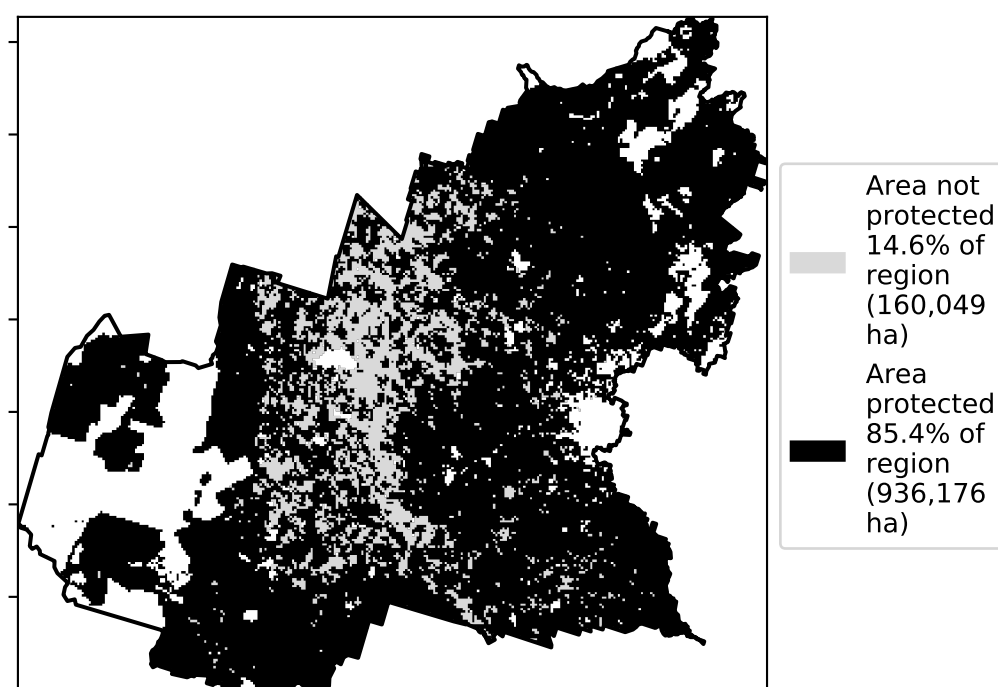 Area not
protected
14.6% of
region
(160,049
ha)
Area
protected
85.4% of
region
(936,176
ha)